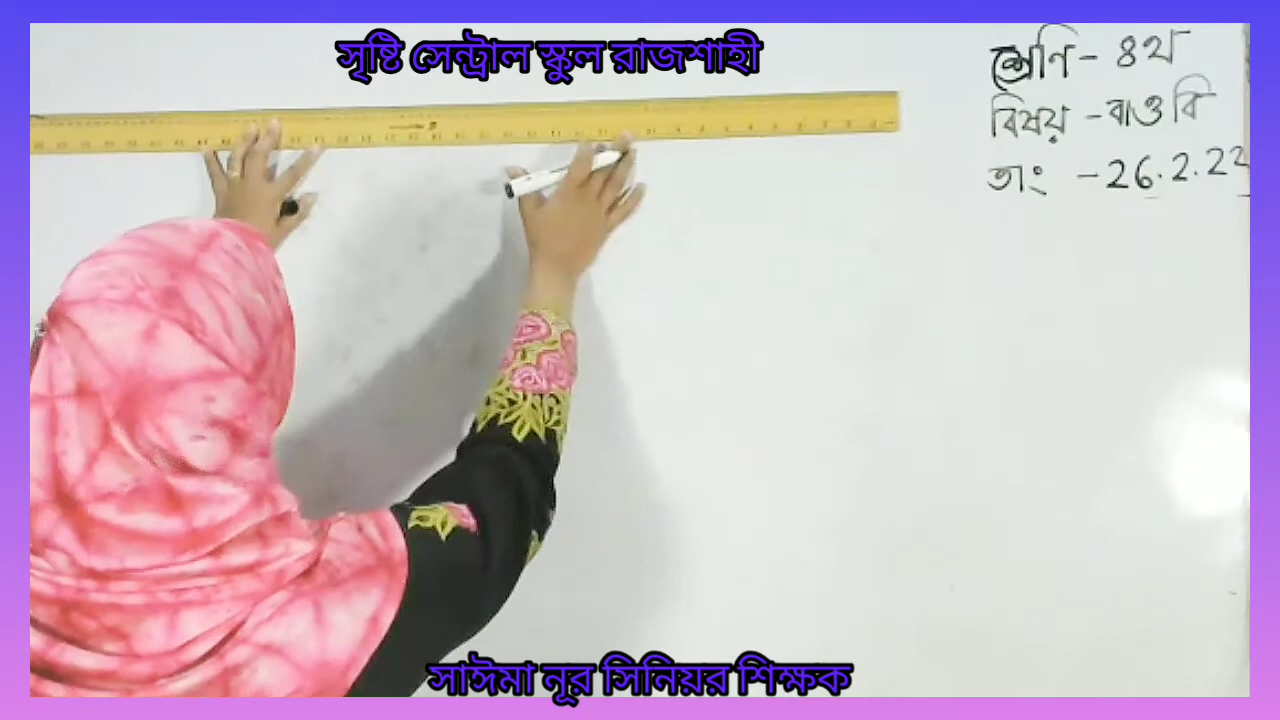 সৃষ্টি সেন্ট্রাল স্কুল রাজশাহী
শ্রেণি - ৪র্থ
বিষয় - বাওবি
তাং - 26.2.22
সাঈমা নূর সিনিয়র শিক্ষক